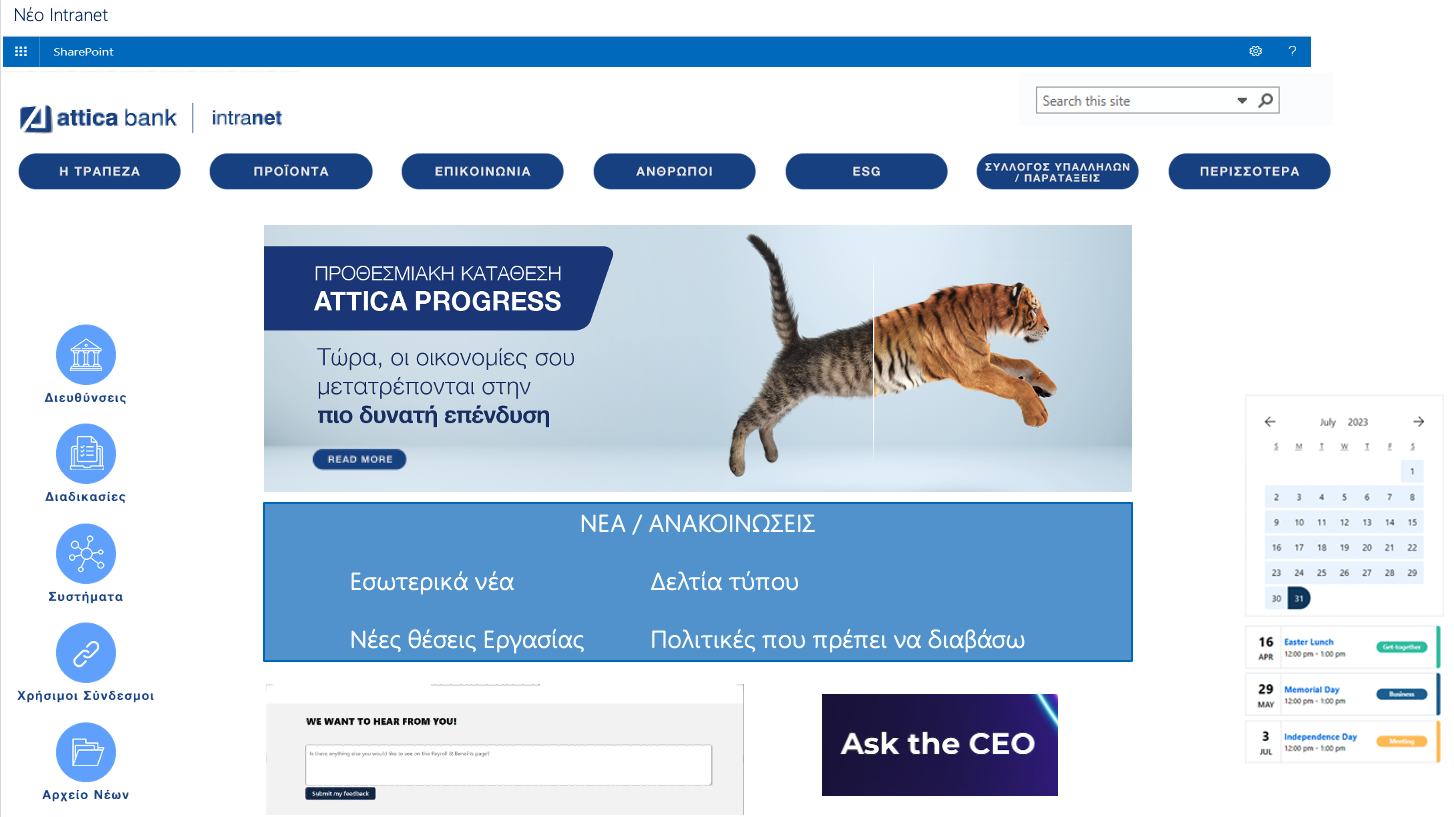 Νέο Intranet
SharePoint
?
attica bank
intranet
Search this site
Η ΤΡΑΠΕΖΑ
ΠΡΟΪΟΝΤΑ
ΕΠΙΚΟΙΝΩΝΙΑ
ΑΝΘΡΩΠΟΙ
ESG
ΣΥΛΛΟΓΟΣ ΥΠΑΛΛΗΛΩΝ
/ ΠΑΡΑΤΑΞΕΙΣ
ΠΕΡΙΣΣΟΤΕΡΑ
ΠΡΟΘΕΣΜΙΑΚΗ ΚΑΤΑΘΕΣΗ
ATTICA PROGRESS
Τώρα, οι οικονομίες σου
μετατρέπονται στην
πιο δυνατή επένδυση
READ MORE
Διευθύνσεις
Διαδικασίες
Συστήματα
Χρήσιμοι Σύνδεσμοι
Αρχείο Νέων
ΝΕΑ / ΑΝΑΚΟΙΝΩΣΕΙΣ
Εσωτερικά νέα
Δελτία τύπου
Νέες θέσεις Εργασίας
Πολιτικές που πρέπει να διαβάσω
WE WANT TO HEAR FROM YOU!
Is there anything else you would like to see on the Payroll & Benefits page?
Submit my feedback
Ask the CEO
July 2023
S M T W T F S
1
2 3 4 5 6 7 8
9 10 11 12 13 14 15
16 17 18 19 20 21 22
23 24 25 26 27 28 29
30 31
16 APR
Easter Lunch
12:00 pm - 1:00 pm
Get-together
29 MAY
Memorial Day
12:00 pm - 1:00 pm
Business
3 JUL
Independence Day
12:00 pm - 1:00 pm
Meeting